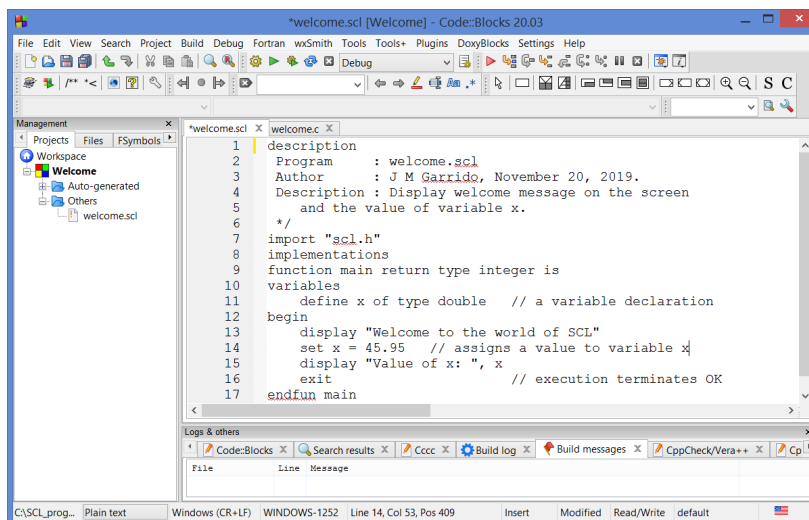 *welcome.scl [Welcome] - Code::Blocks 20.03
File Edit View Search Project Build Debug Fortran wxSmith Tools Tools+ Plugins DoxyBlocks Settings Help
Debug
/** *< Aa .* S C
Management
Projects Files FSymbols
*welcome.scl welcome.c
Workspace
Welcome
Auto-generated
Others
welcome.scl
1 description
2 Program : welcome.scl
3 Author : J M Garrido, November 20, 2019.
4 Description : Display welcome message on the screen
5 and the value of variable x.
6 */
7 import "scl.h"
8 implementations
9 function main return type integer is
10 variables
11 define x of type double // a variable declaration
12 begin
13 display "Welcome to the world of SCL"
14 set x = 45.95 // assigns a value to variable x
15 display "Value of x: ", x
16 exit // execution terminates OK
17 endfun main
Logs & others
Code::Blocks Search results Cccc Build log Build messages CppCheck/Vera++ Cp
File Line Message
C:\SCL_prog... Plain text Windows (CR+LF) WINDOWS-1252 Line 14, Col 53, Pos 409 Insert Modified Read/Write default